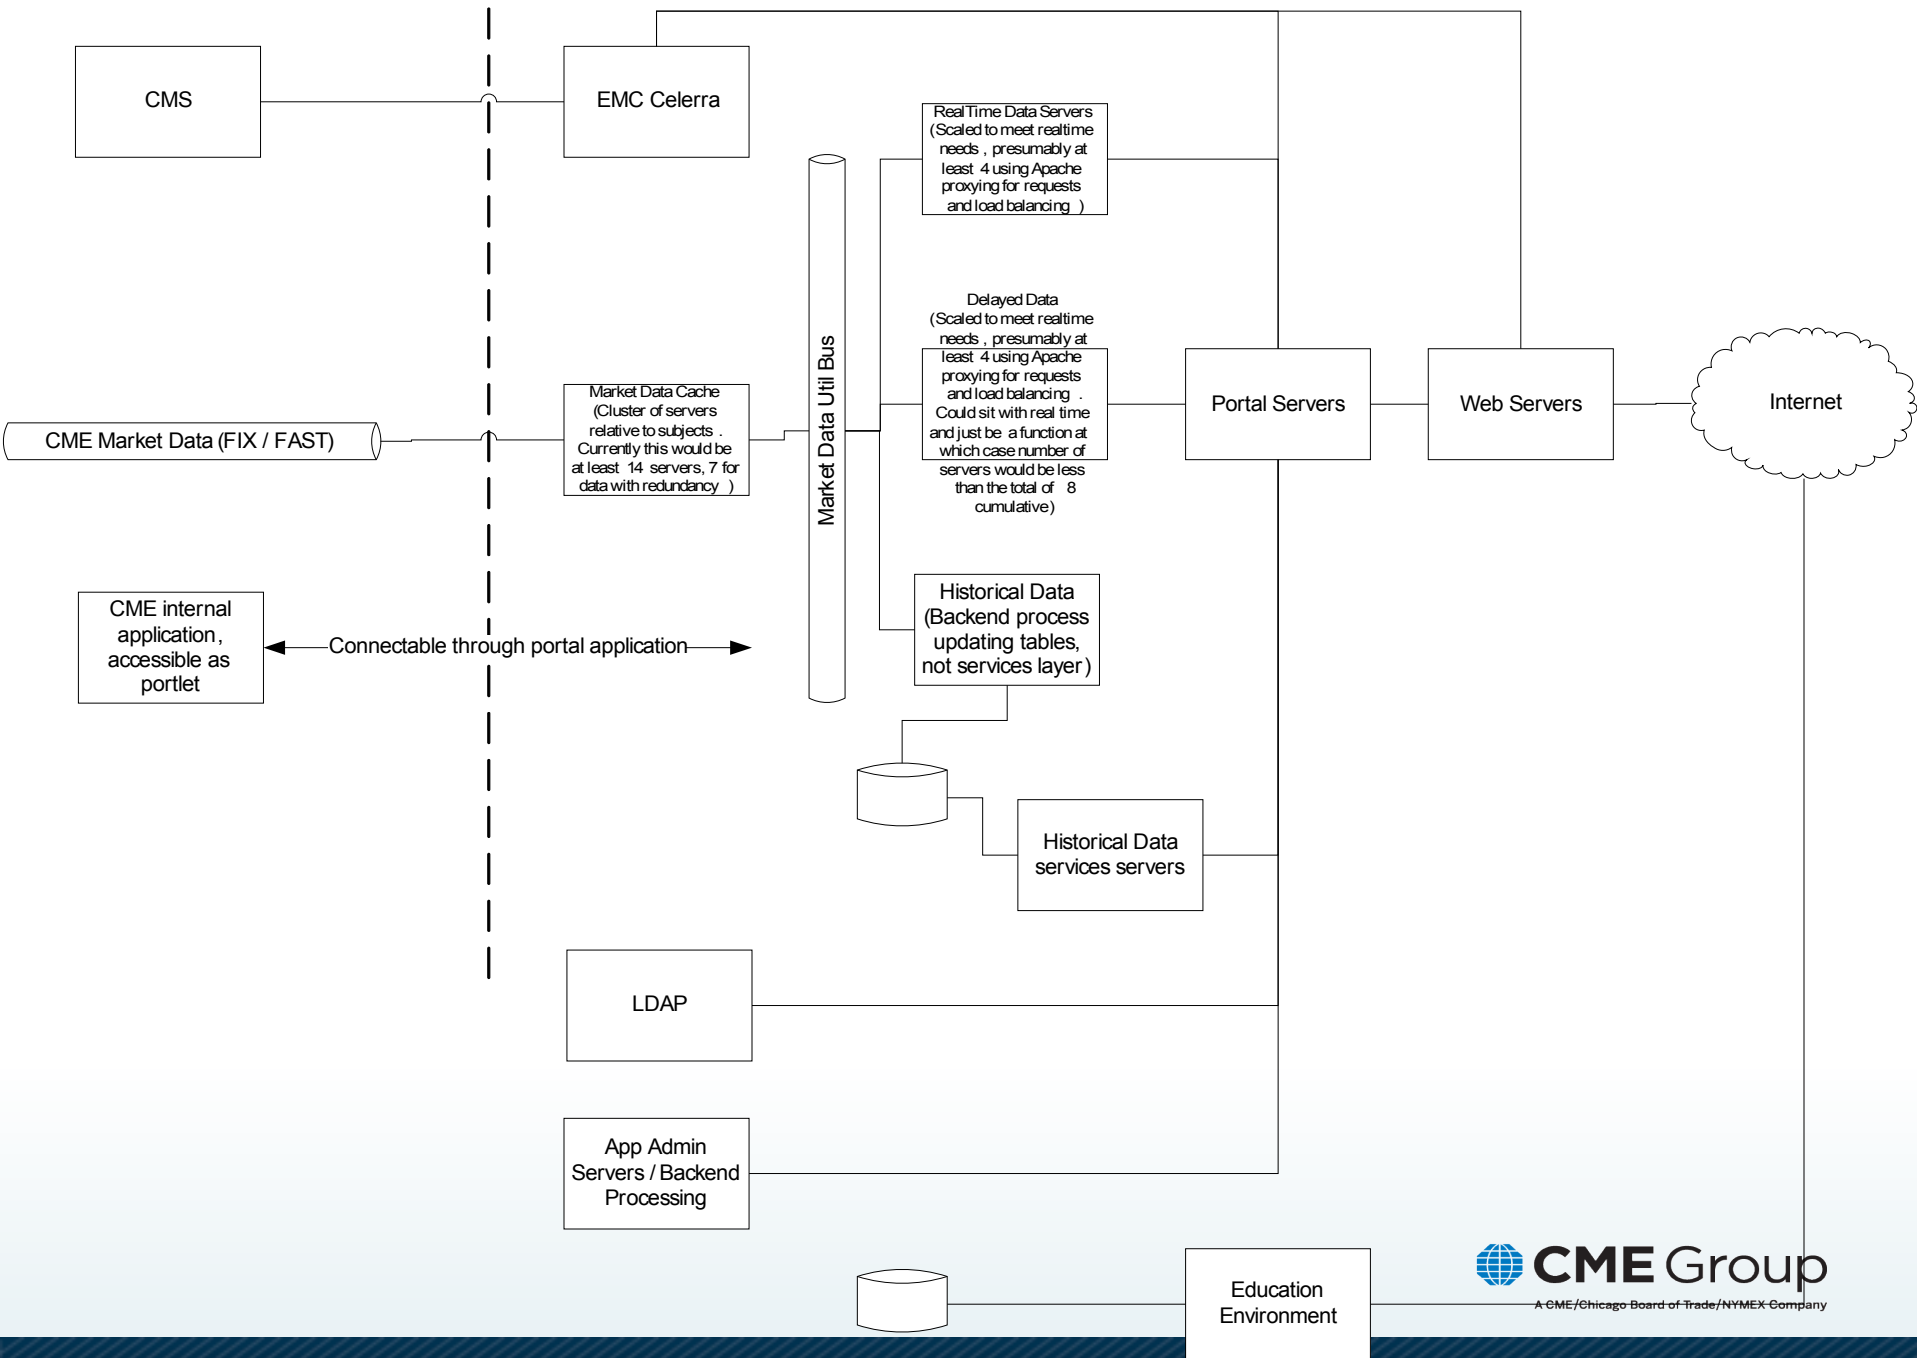 CMS
EMC Celerra
RealTime Data Servers
(Scaled to meet realtime
needs , presumably at
least 4 using Apache
proxying for requests
and load balancing )
Delayed Data
(Scaled to meet realtime
needs , presumably at
least 4 using Apache
proxying for requests
and load balancing .
Could sit with real time
and just be a function at
which case number of
servers would be less
than the total of 8
cumulative)
Market Data Util Bus
Portal Servers
Web Servers
Internet
CME Market Data (FIX / FAST)
Market Data Cache
(Cluster of servers
relative to subjects .
Currently this would be
at least 14 servers, 7 for
data with redundancy )
CME internal
application,
accessible as
portlet
Connectable through portal application
Historical Data
(Backend process
updating tables,
not services layer)
Historical Data
services servers
LDAP
App Admin
Servers / Backend
Processing
Education
Environment
CME Group
A CME/Chicago Board of Trade/NYMEX Company